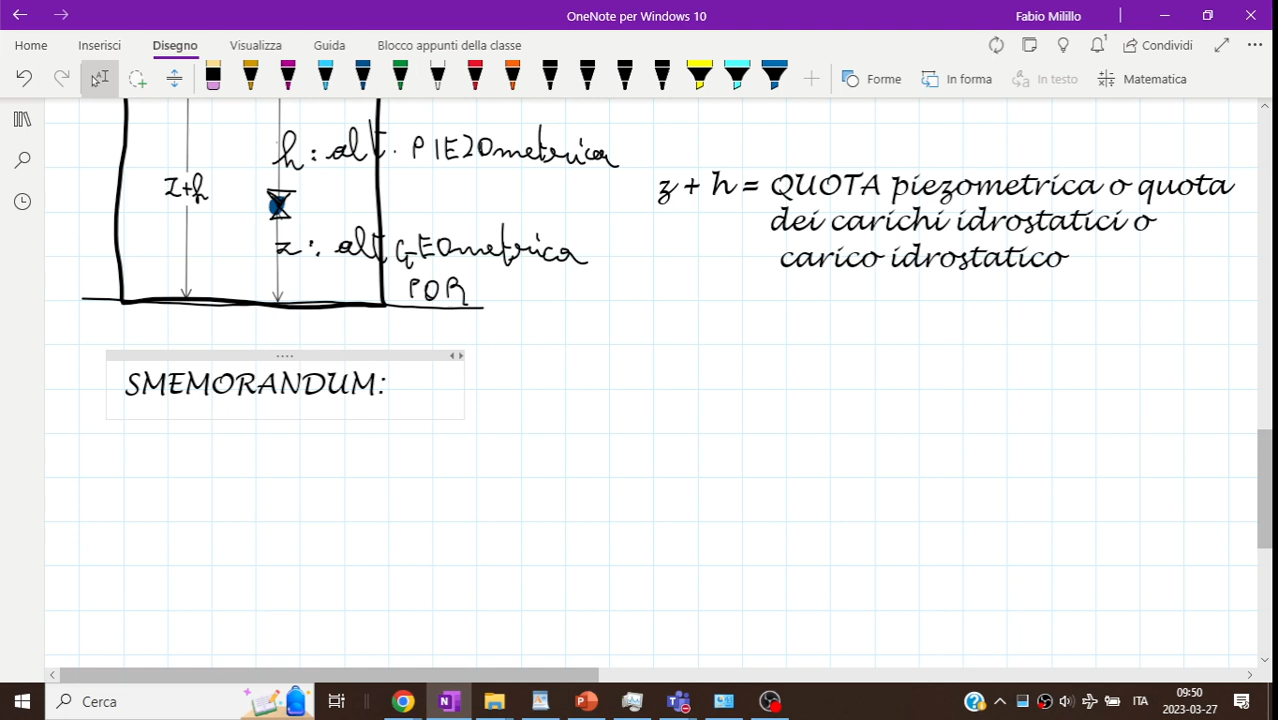 OneNote per Windows 10
Fabio Milillo
Home
Inserisci
Disegno
Visualizza
Guida
Blocco appunti della classe
Condividi
Forme
In forma
In testo
Matematica
h: alt. PIEZOmetrica
z+h
z: alt GEOmetrica
PDR
z + h = QUOTA piezometrica o quota
dei carichi idrostatici o
carico idrostatico
SMEMORANDUM:
Cerca
ITA
09:50
2023-03-27